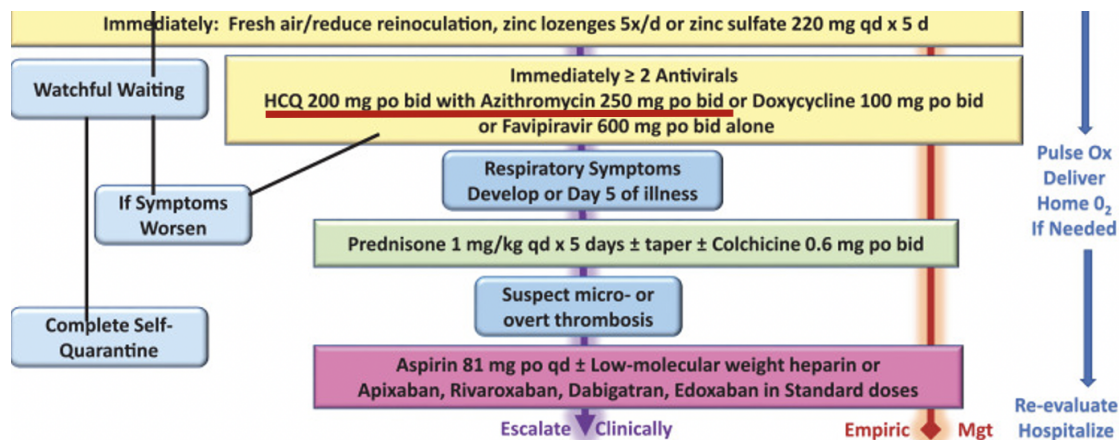 Immediately: Fresh air/reduce reinoculation, zinc lozenges 5x/d or zinc sulfate 220 mg qd x 5 d
Watchful Waiting
Immediately ≥ 2 Antivirals
HCQ 200 mg po bid with Azithromycin 250 mg po bid or Doxycycline 100 mg po bid
or Favipiravir 600 mg po bid alone
Respiratory Symptoms
Develop or Day 5 of illness
Pulse Ox
Deliver
Home 0₂
If Needed
If Symptoms
Worsen
Prednisone 1 mg/kg qd x 5 days ± taper ± Colchicine 0.6 mg po bid
Suspect micro- or
overt thrombosis
Complete Self-
Quarantine
Aspirin 81 mg po qd ± Low-molecular weight heparin or
Apixaban, Rivaroxaban, Dabigatran, Edoxaban in Standard doses
Re-evaluate
Hospitalize
Escalate Clinically
Empiric Mgt